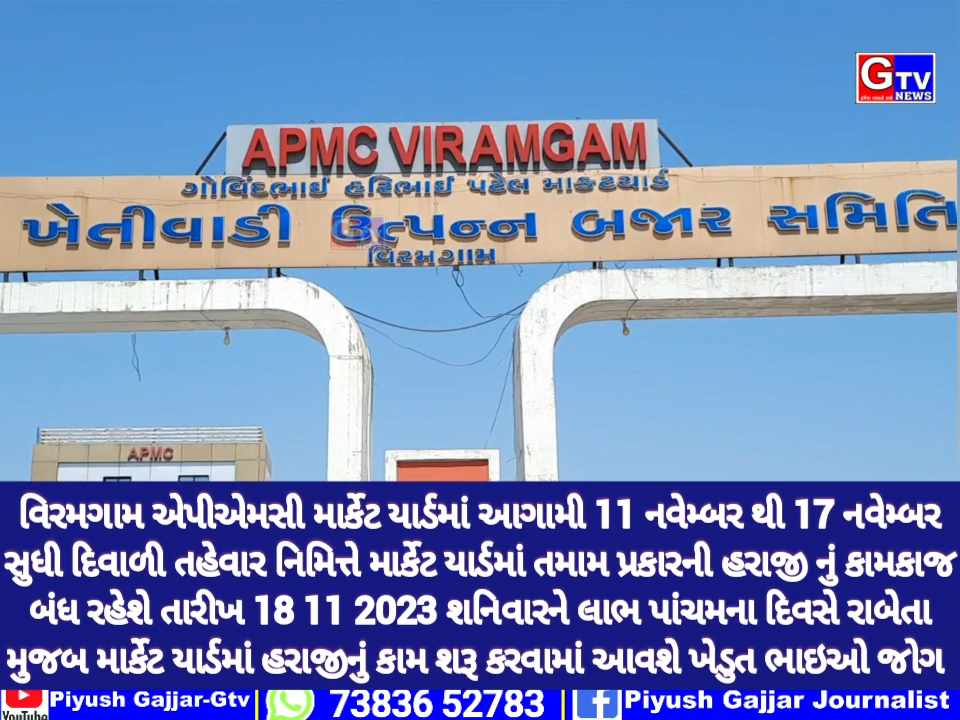 GTV
NEWS
APMC VIRAMGAM
ગોવિંદભાઈ હરિભાઈ પટેલ માર્કેટયાર્ડ
ખેતીવાડી ઉત્પન્ન બજાર સમિતિ
વિરમગામ
APMC
વિરમગામ એપીએમસી માર્કેટ યાર્ડમાં આગામી 11 નવેમ્બર થી 17 નવેમ્બર
સુધી દિવાળી તહેવાર નિમિત્તે માર્કેટ યાર્ડમાં તમામ પ્રકારની હરાજી નું કામકાજ
બંધ રહેશે તારીખ 18 11 2023 શનિવારને લાભ પાંચમના દિવસે રાબેતા
મુજબ માર્કેટ યાર્ડમાં હરાજીનું કામ શરૂ કરવામાં આવશે ખેડુત ભાઇઓ જોગ
YouTube Piyush Gajjar-Gtv 73836 52783 Piyush Gajjar Journalist